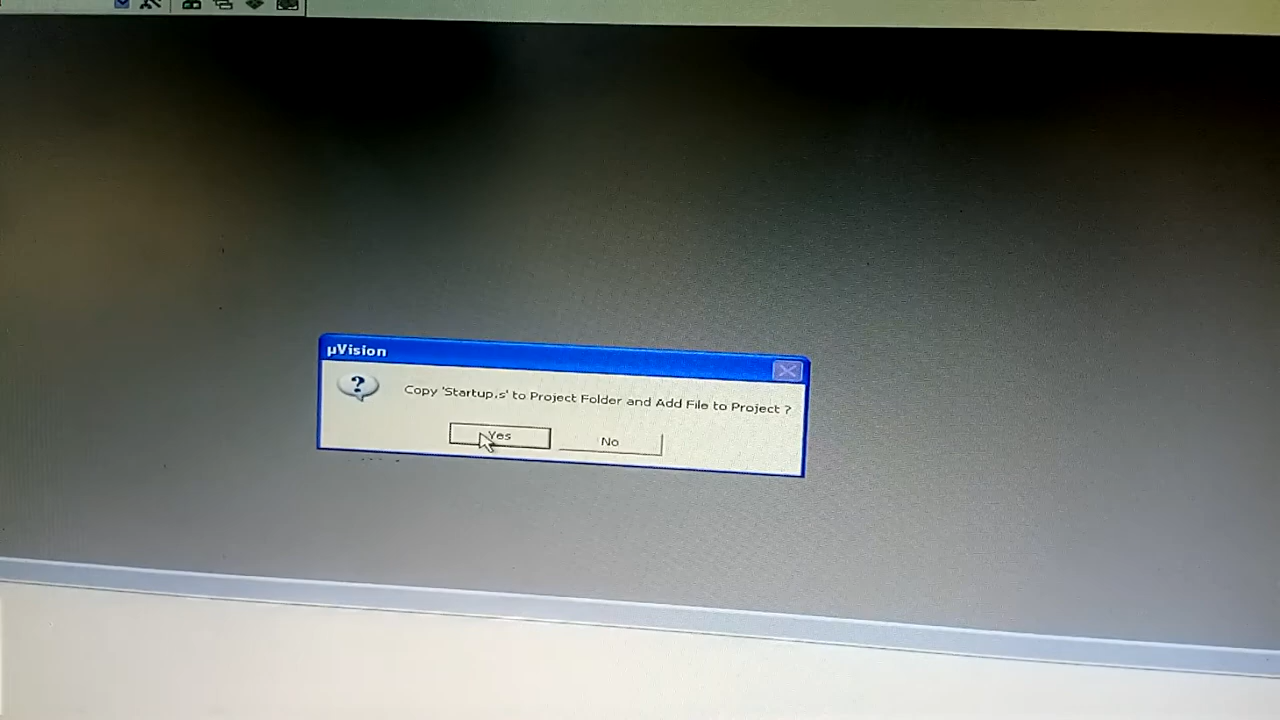 µVision
Copy 'Startup.s' to Project Folder and Add File to Project ?
Yes
No